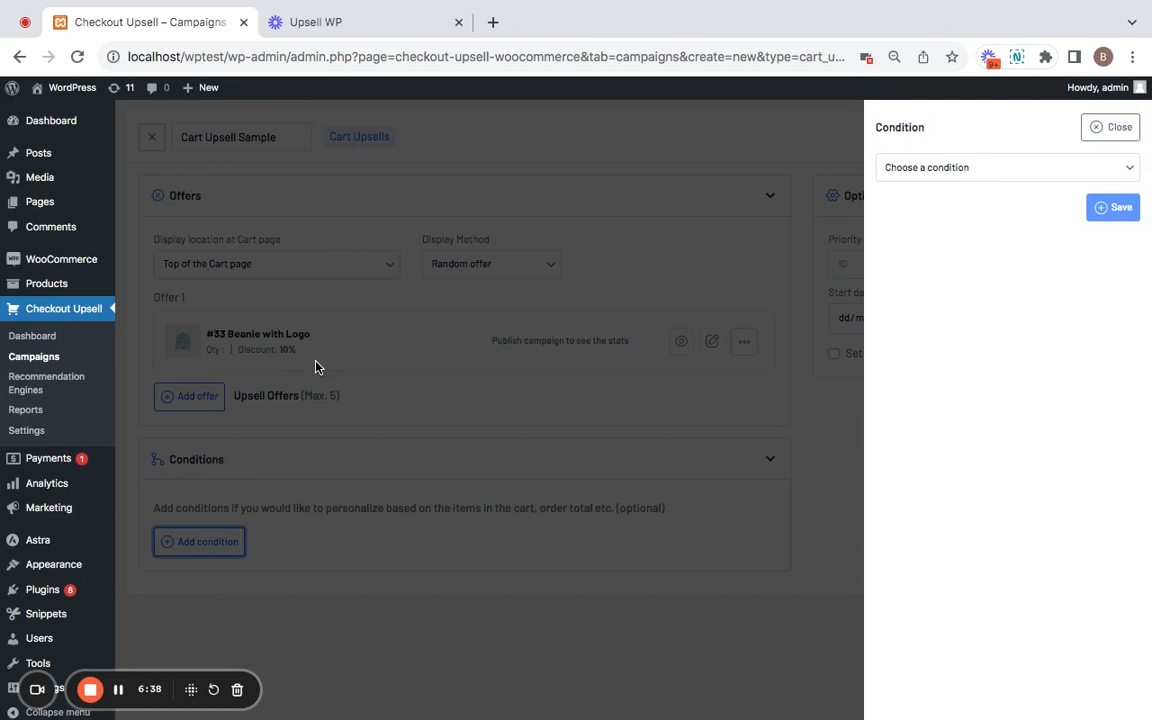 Checkout Upsell – Campaigns
Upsell WP
localhost/wptest/wp-admin/admin.php?page=checkout-upsell-woocommerce&tab=campaigns&create=new&type=cart_u...
9+
B
WordPress
11
0
New
Howdy, admin
Dashboard
Posts
Media
Pages
Comments
WooCommerce
Products
Checkout Upsell
Dashboard
Campaigns
Recommendation
Engines
Reports
Settings
Payments 1
Analytics
Marketing
Astra
Appearance
Plugins 8
Snippets
Users
Tools
gs
Collapse menu
6:38
Cart Upsell Sample
Cart Upsells
Offers
Display location at Cart page
Display Method
Top of the Cart page
Random offer
Offer 1
#33 Beanie with Logo
Qty: | Discount: 10%
Publish campaign to see the stats
Add offer
Upsell Offers (Max. 5)
Conditions
Add conditions if you would like to personalize based on the items in the cart, order total etc. (optional)
Add condition
Opti
Priority
10
Start da
dd/m
Set
Condition
Close
Choose a condition
Save